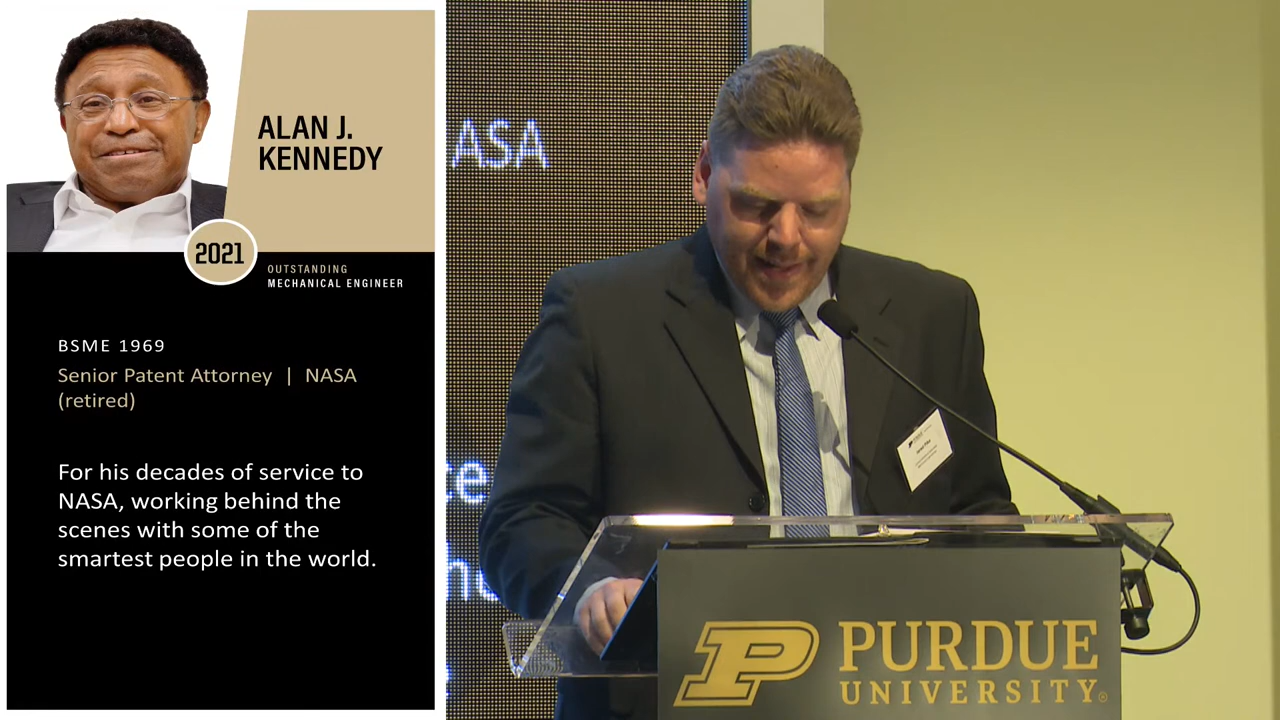 ALAN J.
KENNEDY
2021
OUTSTANDING
MECHANICAL ENGINEER
BSME 1969
Senior Patent Attorney | NASA
(retired)
For his decades of service to
NASA, working behind the
scenes with some of the
smartest people in the world.
ASA
ce
PURDUE
UNIVERSITY